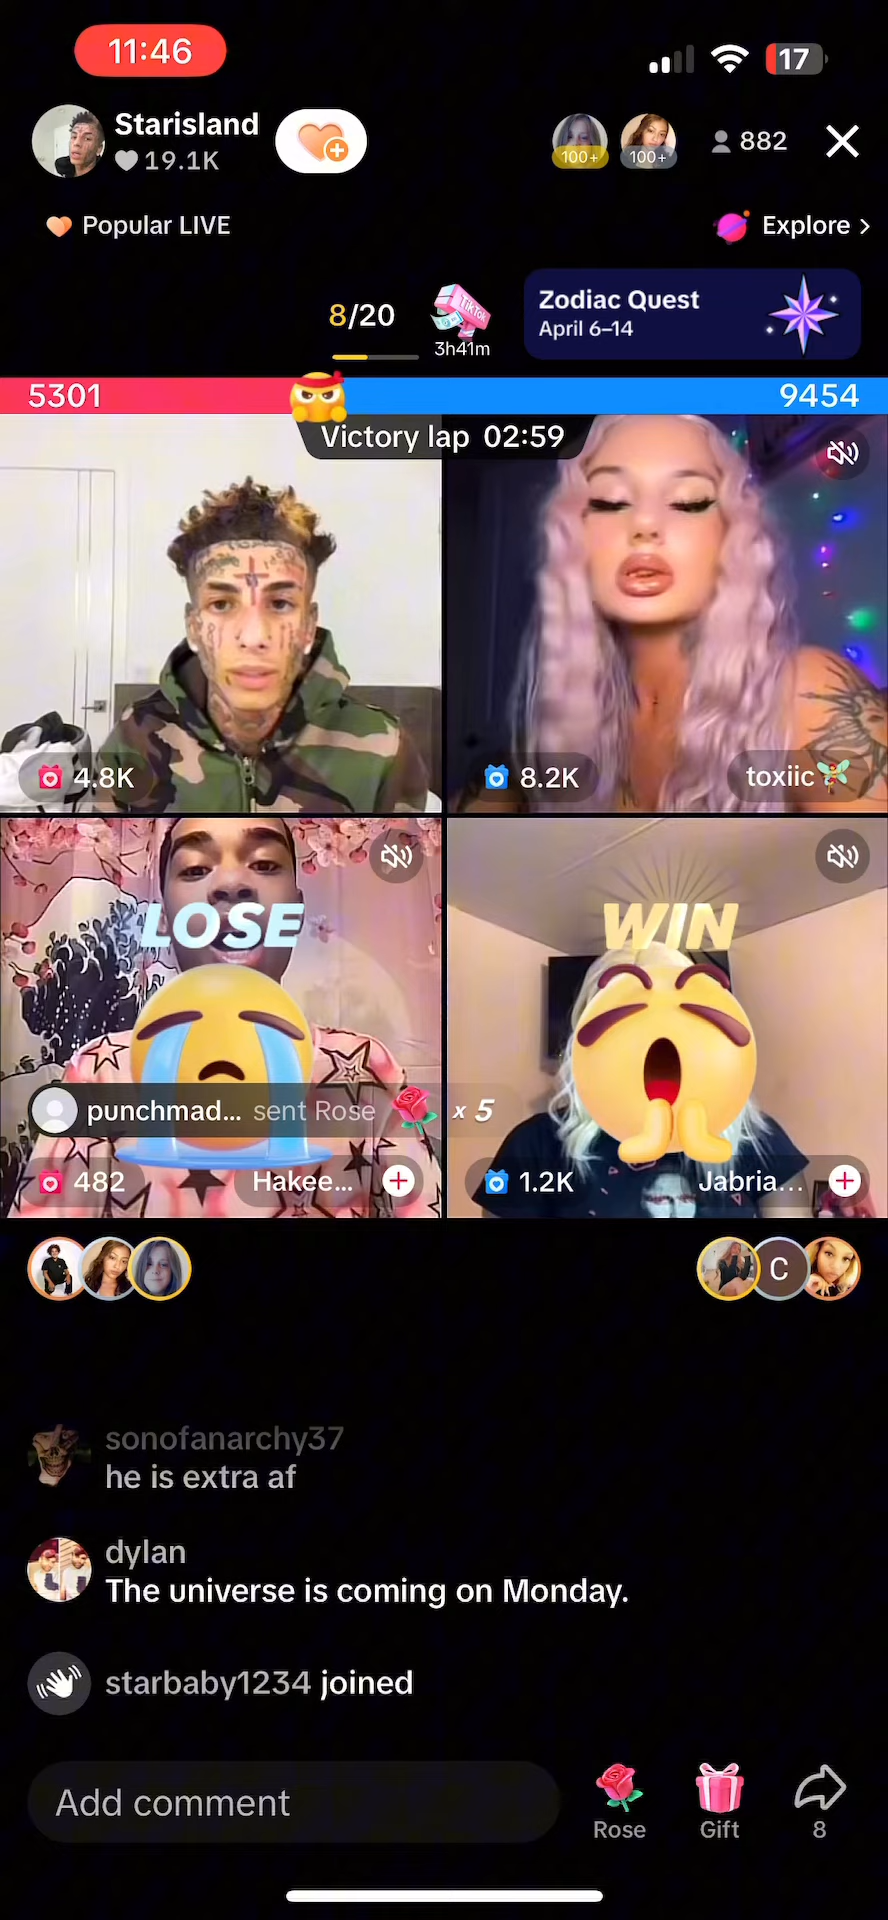 11:46
17
Starisland
19.1K
100+
100+
882
Popular LIVE
Explore >
8/20
TikTok
3h41m
Zodiac Quest
April 6–14
5301
9454
Victory lap 02:59
4.8K
8.2K
toxiic
LOSE
WIN
punchmad... sent Rose x 5
482
Hakee...
1.2K
Jabria...
C
sonofanarchy37
he is extra af
dylan
The universe is coming on Monday.
starbaby1234 joined
Add comment
Rose
Gift
8